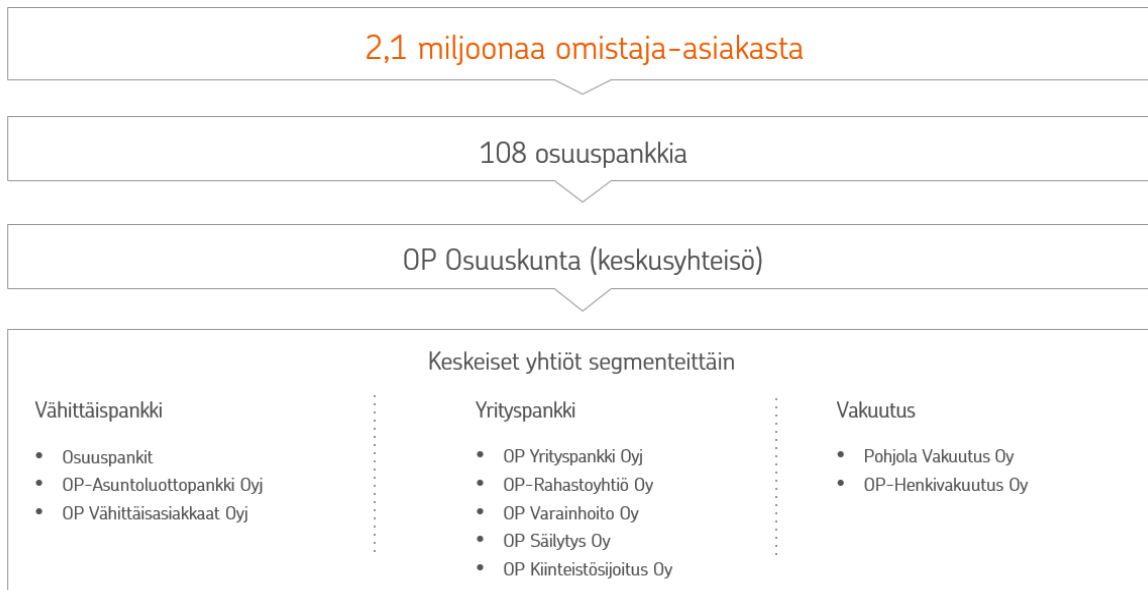 2,1 miljoonaa omistaja-asiakasta
108 osuuspankkia
OP Osuuskunta (keskusyhteisö)
Keskeiset yhtiöt segmenteittäin
Vähittäispankki
• Osuuspankit
• OP-Asuntoluottopankki Oyj
• OP Vähittäisasiakkaat Oyj
Yrityspankki
• OP Yrityspankki Oyj
• OP-Rahastoyhtiö Oy
• OP Varainhoito Oy
• OP Säilytys Oy
• OP Kiinteistösijoitus Oy
Vakuutus
• Pohjola Vakuutus Oy
• OP-Henkivakuutus Oy